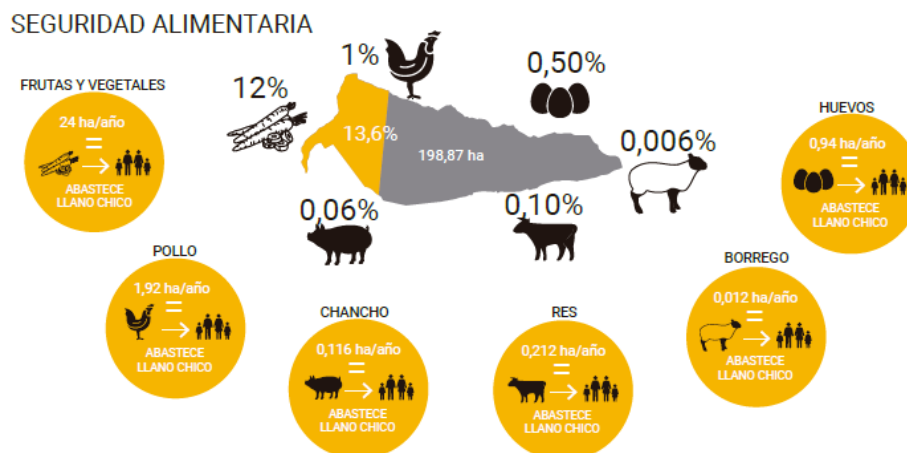 SEGURIDAD ALIMENTARIA
1%
0,50%
12%
13,6%
198,87 ha
0,006%
0,06%
0,10%
FRUTAS Y VEGETALES
24 ha/año
=
ABASTECE
LLANO CHICO
POLLO
1,92 ha/año
=
ABASTECE
LLANO CHICO
CHANCHO
0,116 ha/año
=
ABASTECE
LLANO CHICO
RES
0,212 ha/año
=
ABASTECE
LLANO CHICO
BORREGO
0,012 ha/año
=
ABASTECE
LLANO CHICO
HUEVOS
0,94 ha/año
=
ABASTECE
LLANO CHICO